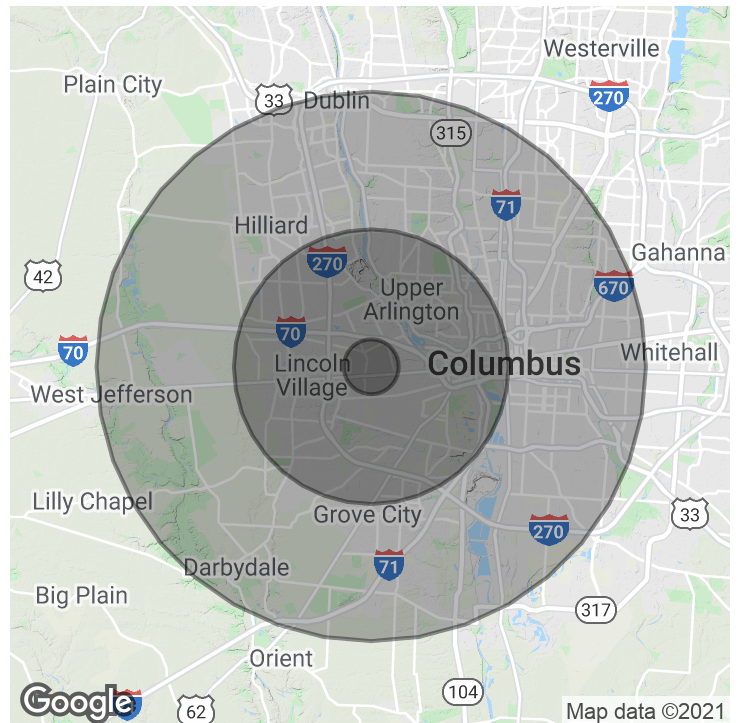 Westerville
Plain City
270
33
Dublin
315
71
Hilliard
Gahanna
270
42
670
Upper
Arlington
70
70
Whitehall
Columbus
Lincoln
Village
West Jefferson
Lilly Chapel
Grove City
33
270
71
Darbydale
Big Plain
317
Orient
104
Google
62
Map data ©2021